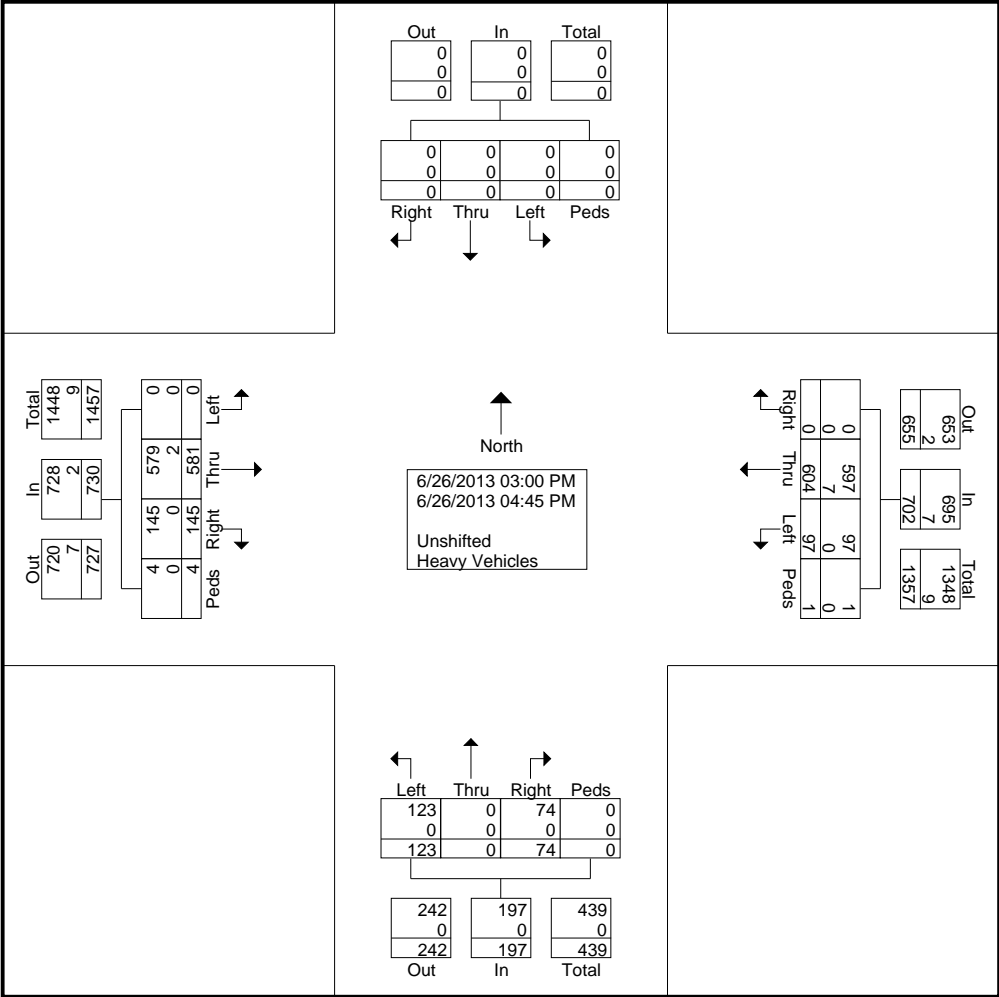 Out In Total
0 0 0
0 0 0
0 0 0
0 0 0 0
0 0 0 0
0 0 0 0
Right Thru Left Peds
Total In Out
1448 728 720
9 2 7
1457 730 727
Left Thru Right Peds
0 579 145 4
0 2 0 0
0 581 145 4
North
6/26/2013 03:00 PM
6/26/2013 04:45 PM
Unshifted
Heavy Vehicles
Right Thru Left Peds
0 597 97 1
0 7 0 0
0 604 97 1
Out In Total
653 695 1348
2 7 9
655 702 1357
Left Thru Right Peds
123 0 74 0
0 0 0 0
123 0 74 0
242 197 439
0 0 0
242 197 439
Out In Total